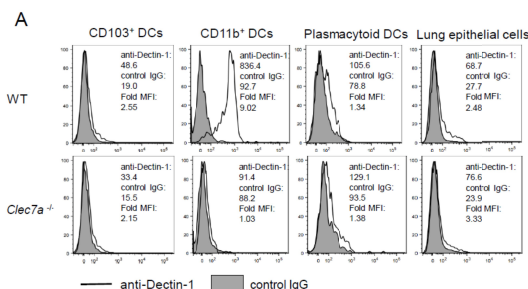 A
CD103⁺ DCs
CD11b⁺ DCs
Plasmacytoid DCs
Lung epithelial cells
WT
anti-Dectin-1:
48.6
control IgG:
19.0
Fold MFI:
2.55
anti-Dectin-1:
836.4
control IgG:
92.7
Fold MFI:
9.02
anti-Dectin-1:
105.6
control IgG:
78.8
Fold MFI:
1.34
anti-Dectin-1:
68.7
control IgG:
27.7
Fold MFI:
2.48
Clec7a -/-
anti-Dectin-1:
33.4
control IgG:
15.5
Fold MFI:
2.15
anti-Dectin-1:
91.4
control IgG:
88.2
Fold MFI:
1.03
anti-Dectin-1:
129.1
control IgG:
93.5
Fold MFI:
1.38
anti-Dectin-1:
76.6
control IgG:
23.9
Fold MFI:
3.33
anti-Dectin-1
control IgG